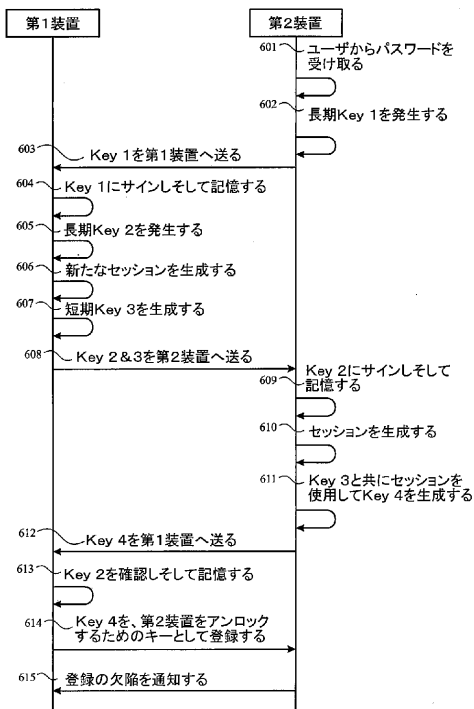 第1装置
第2装置
601
ユーザからパスワードを
受け取る
602
長期Key 1を発生する
603
Key 1を第1装置へ送る
604
Key 1にサインしそして記憶する
605
長期Key 2を発生する
606
新たなセッションを生成する
607
短期Key 3を生成する
608
Key 2&3を第2装置へ送る
609
Key 2にサインしそして
記憶する
610
セッションを生成する
611
Key 3と共にセッションを
使用してKey 4を生成する
612
Key 4を第1装置へ送る
613
Key 2を確認しそして記憶する
614
Key 4を、第2装置をアンロック
するためのキーとして登録する
615
登録の欠陥を通知する